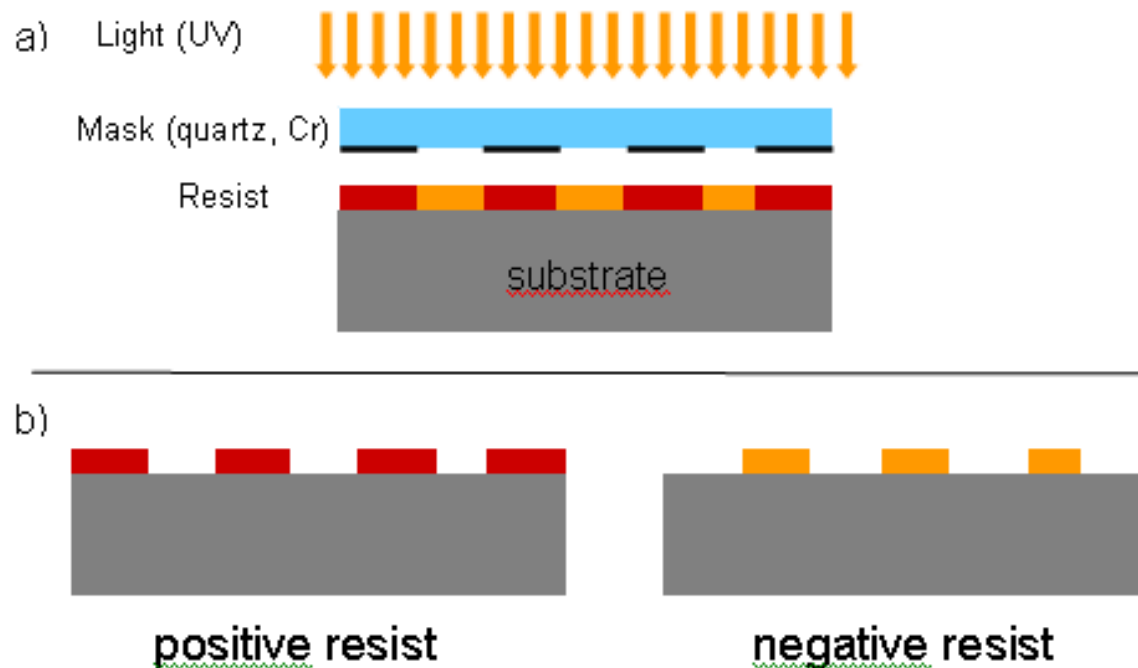 a) Light (UV)
Mask (quartz, Cr)
Resist
substrate
b)
positive resist
negative resist